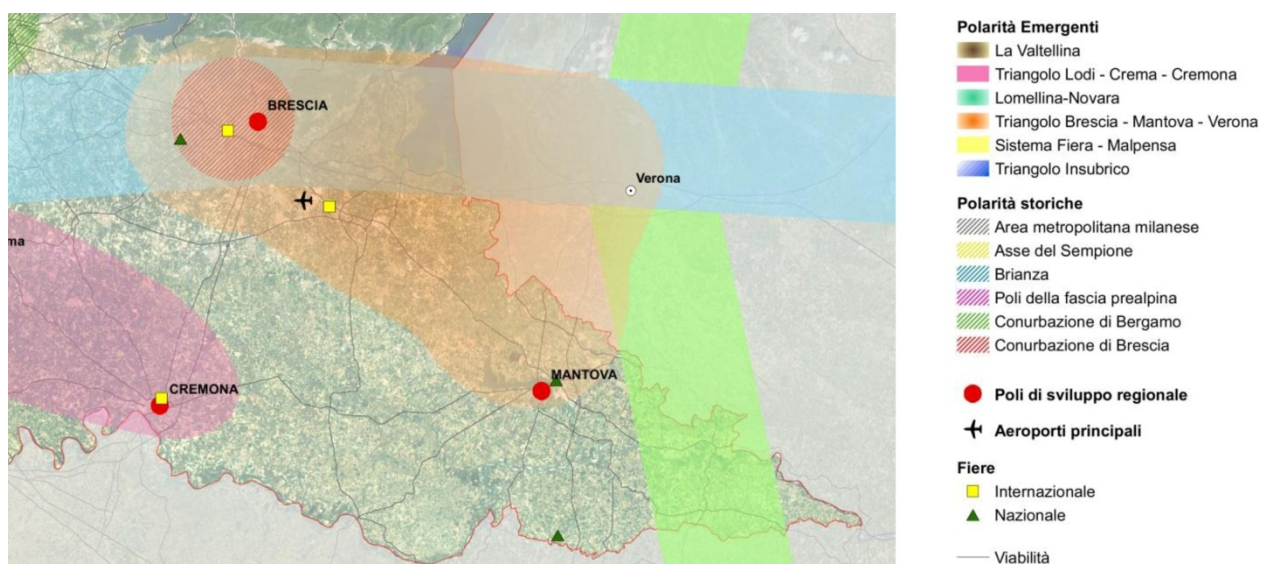 BRESCIA
Verona
ma
CREMONA
MANTOVA
Polarità Emergenti
La Valtellina
Triangolo Lodi - Crema - Cremona
Lomellina-Novara
Triangolo Brescia - Mantova - Verona
Sistema Fiera - Malpensa
Triangolo Insubrico
Polarità storiche
Area metropolitana milanese
Asse del Sempione
Brianza
Poli della fascia prealpina
Conurbazione di Bergamo
Conurbazione di Brescia
Poli di sviluppo regionale
Aeroporti principali
Fiere
Internazionale
Nazionale
Viabilità